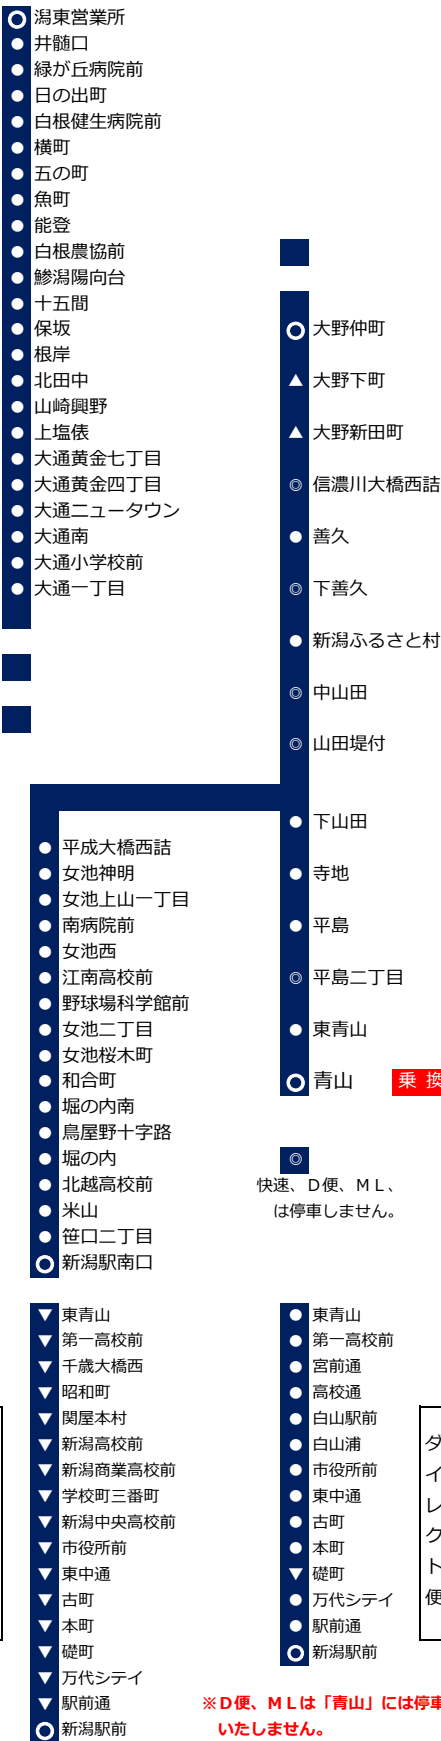 潟東営業所
井随口
緑が丘病院前
日の出町
白根健生病院前
横町
五の町
魚町
能登
白根農協前
鯵潟陽向台
十五間
保坂
根岸
北田中
山崎興野
上塩俵
大通黄金七丁目
大通黄金四丁目
大通ニュータウン
大通南
大通小学校前
大通一丁目
大野仲町
▲ 大野下町
▲ 大野新田町
◎ 信濃川大橋西詰
● 善久
◎ 下善久
● 新潟ふるさと村
◎ 中山田
◎ 山田堤付
● 下山田
● 寺地
● 平島
◎ 平島二丁目
● 東青山
青山 乗換
平成大橋西詰
女池神明
女池上山一丁目
南病院前
女池西
江南高校前
野球場科学館前
女池二丁目
女池桜木町
和合町
堀の内南
鳥屋野十字路
堀の内
北越高校前
米山
笹口二丁目
新潟駅南口
◎
快速、D便、ML、
は停車しません。
▼ 東青山
▼ 第一高校前
▼ 千歳大橋西
▼ 昭和町
▼ 関屋本村
▼ 新潟高校前
▼ 新潟商業高校前
▼ 学校町三番町
▼ 新潟中央高校前
▼ 市役所前
▼ 東中通
▼ 古町
▼ 本町
▼ 礎町
▼ 万代シテイ
▼ 駅前通
新潟駅前
● 東青山
● 第一高校前
● 宮前通
● 高校通
● 白山駅前
● 白山浦
● 市役所前
● 東中通
● 古町
● 本町
▼ 礎町
● 万代シテイ
● 駅前通
新潟駅前
ダイレクト便
※D便、MLは「青山」には停車
いたしません。